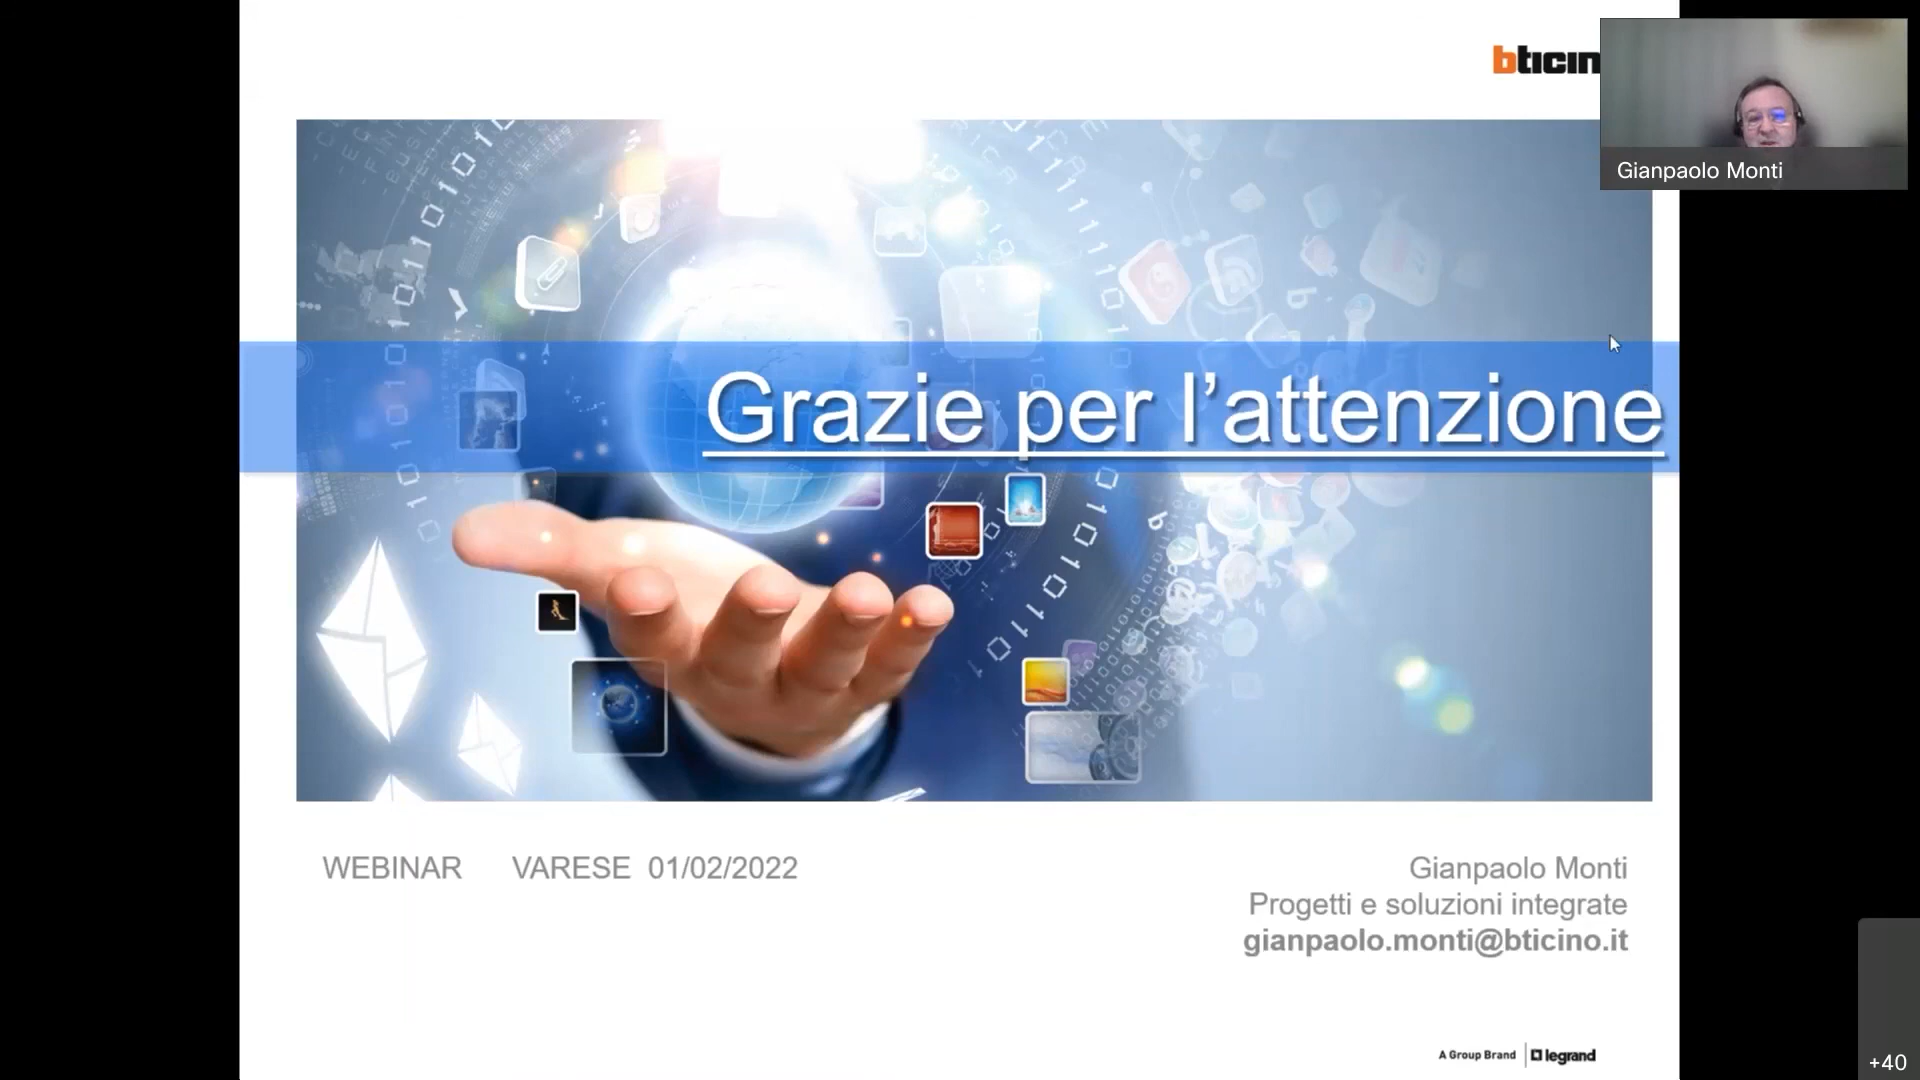 bticin
Gianpaolo Monti
Grazie per l’attenzione
WEBINAR VARESE 01/02/2022
Gianpaolo Monti
Progetti e soluzioni integrate
gianpaolo.monti@bticino.it
A Group Brand legrand
+40